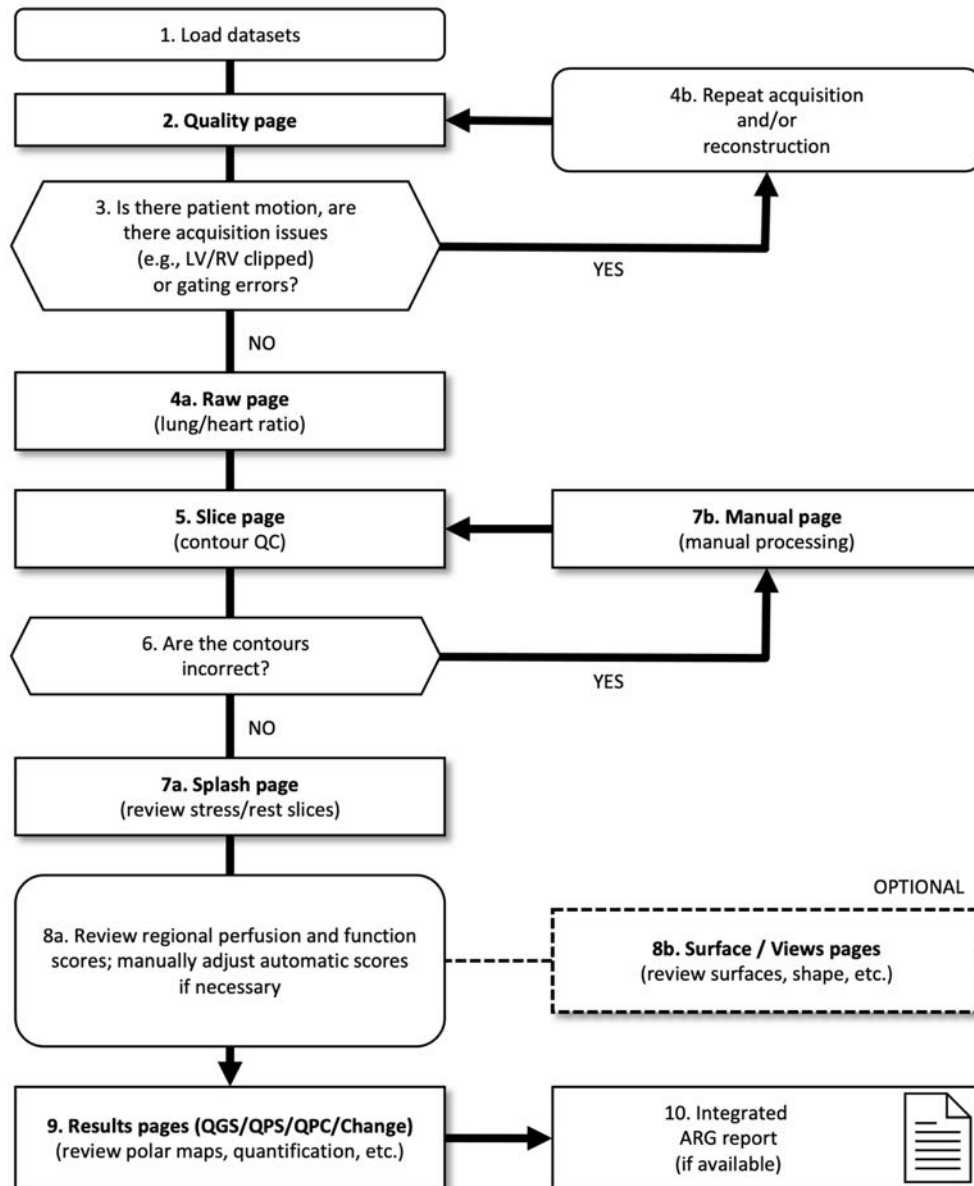 1. Load datasets
2. Quality page
4b. Repeat acquisition
and/or
reconstruction
3. Is there patient motion, are
there acquisition issues
(e.g., LV/RV clipped)
or gating errors?
YES
NO
4a. Raw page
(lung/heart ratio)
5. Slice page
(contour QC)
7b. Manual page
(manual processing)
6. Are the contours
incorrect?
YES
NO
7a. Splash page
(review stress/rest slices)
OPTIONAL
8a. Review regional perfusion and function
scores; manually adjust automatic scores
if necessary
8b. Surface / Views pages
(review surfaces, shape, etc.)
9. Results pages (QGS/QPS/QPC/Change)
(review polar maps, quantification, etc.)
10. Integrated
ARG report
(if available)